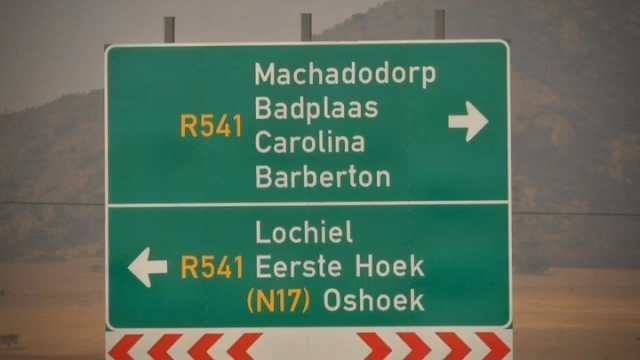 Machadodorp
R541 Badplaas
Carolina
Barberton
Lochiel
R541 Eerste Hoek
(N17) Oshoek